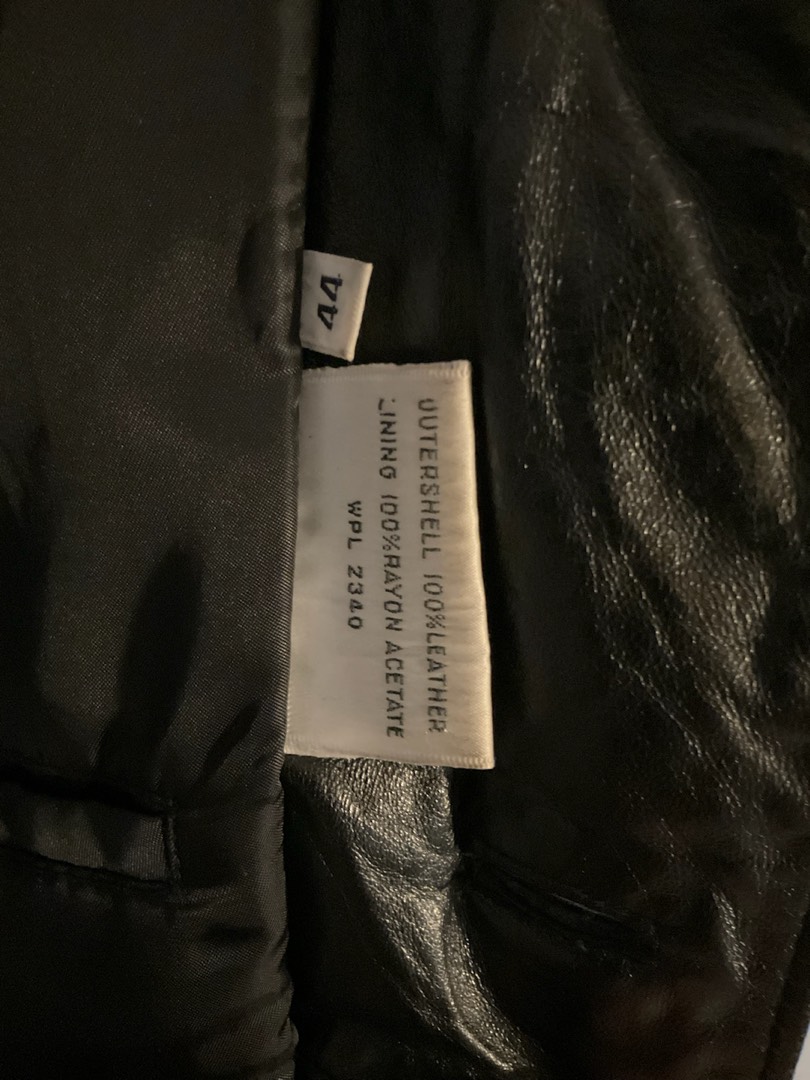 44
OUTERSHELL 100%LEATHER
LINING 100%RAYON ACETATE
WPL 2340